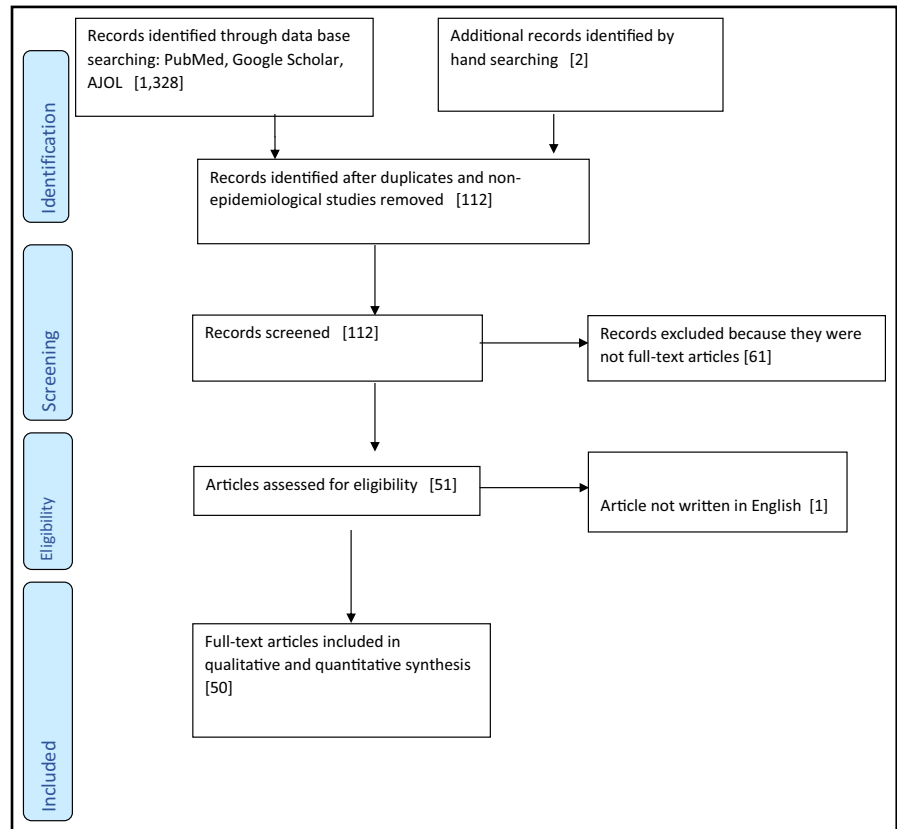 Records identified through data base
searching: PubMed, Google Scholar,
AJOL [1,328]
Additional records identified by
hand searching [2]
Identification
Records identified after duplicates and non-
epidemiological studies removed [112]
Screening
Records screened [112]
Records excluded because they were
not full-text articles [61]
Eligibility
Articles assessed for eligibility [51]
Article not written in English [1]
Included
Full-text articles included in
qualitative and quantitative synthesis
[50]